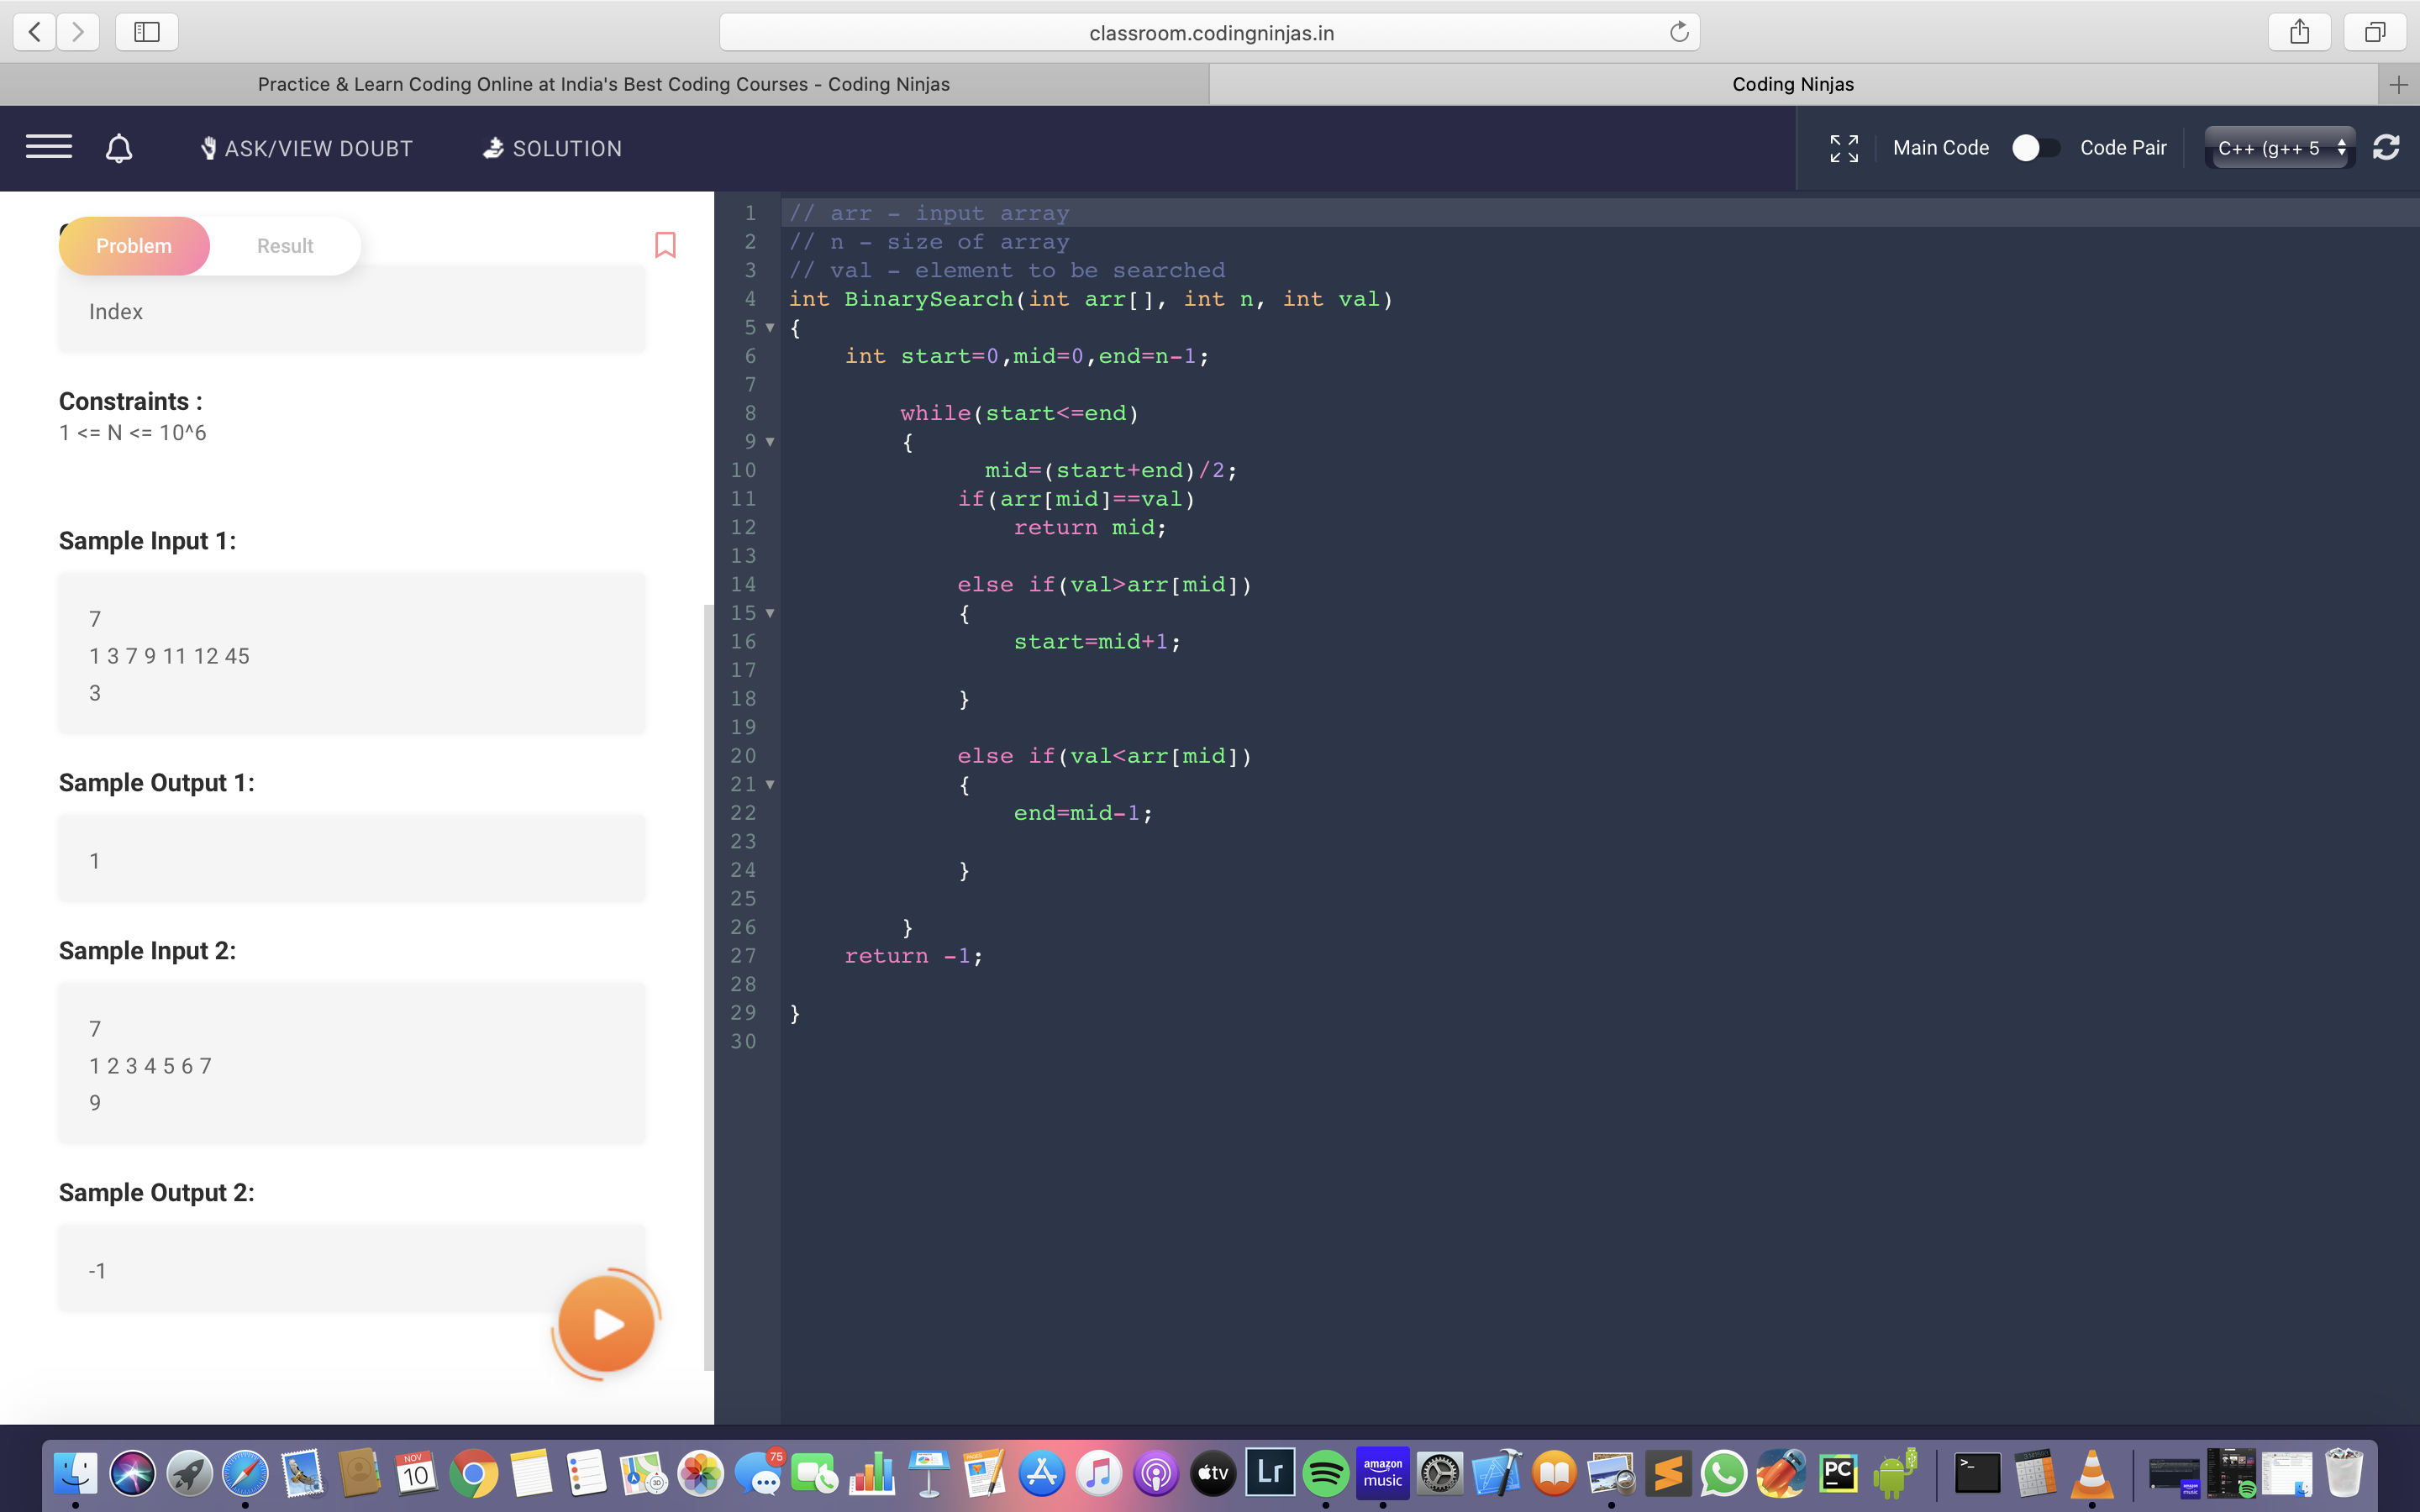 classroom.codingninjas.in
Practice & Learn Coding Online at India's Best Coding Courses - Coding Ninjas
Coding Ninjas
ASK/VIEW DOUBT
SOLUTION
Main Code
Code Pair
C++ (g++ 5
Problem
Result
Index
Constraints :
1 <= N <= 10^6
Sample Input 1:
7
1 3 7 9 11 12 45
3
Sample Output 1:
1
Sample Input 2:
7
1 2 3 4 5 6 7
9
Sample Output 2:
-1
1 // arr - input array
2 // n - size of array
3 // val - element to be searched
4 int BinarySearch(int arr[], int n, int val)
5 {
6 int start=0,mid=0,end=n-1;
7
8 while(start<=end)
9 {
10 mid=(start+end)/2;
11 if(arr[mid]==val)
12 return mid;
13
14 else if(val>arr[mid])
15 {
16 start=mid+1;
17
18 }
19
20 else if(val<arr[mid])
21 {
22 end=mid-1;
23
24 }
25
26 }
27 return -1;
28
29 }
30
NOV
10
3D
75
tv
Lr
amazon
music
PC
>_